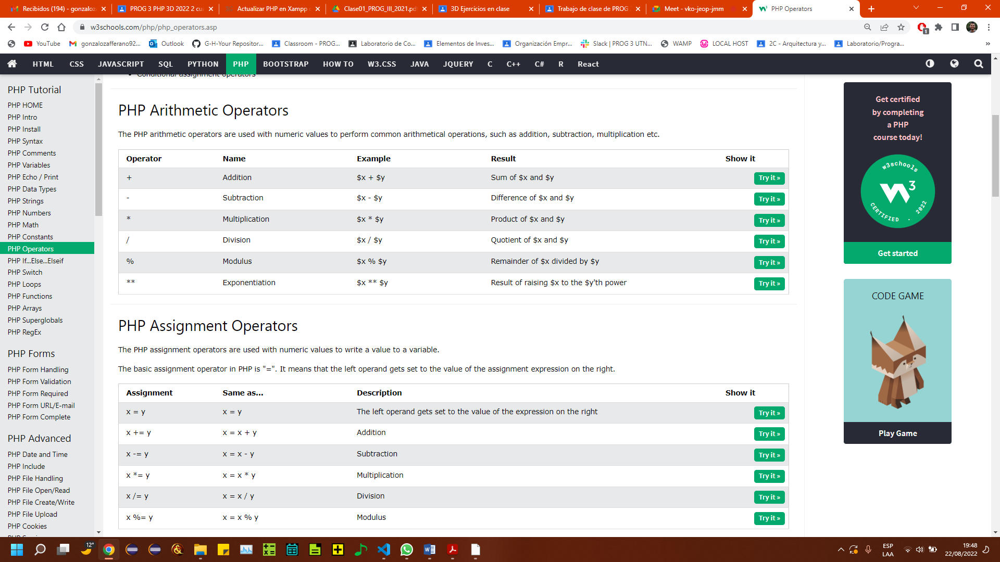 Recibidos (194) - gonzaloz
PROG 3 PHP 3D 2022 2 cu
Actualizar PHP en Xampp
Clase01_PROG_III_2021.pd
3D Ejercicios en clase
Trabajo de clase de PROG
Meet - vko-jeop-jmm
PHP Operators
w3schools.com/php/php_operators.asp
1
YouTube
gonzalozafferano92...
Outlook
G-H-Your Repositor...
Classroom - PROG...
Laboratorio de Co...
Elementos de Inves...
Organización Empr...
Slack | PROG 3 UTN...
WAMP
LOCAL HOST
2C - Arquitectura y...
Laboratorio/Progra...
»
HTML CSS JAVASCRIPT SQL PYTHON PHP BOOTSTRAP HOW TO W3.CSS JAVA JQUERY C C++ C# R React
PHP Tutorial
PHP HOME
PHP Intro
PHP Install
PHP Syntax
PHP Comments
PHP Variables
PHP Echo / Print
PHP Data Types
PHP Strings
PHP Numbers
PHP Math
PHP Constants
PHP Operators
PHP If...Else...Elseif
PHP Switch
PHP Loops
PHP Functions
PHP Arrays
PHP Superglobals
PHP RegEx
PHP Forms
PHP Form Handling
PHP Form Validation
PHP Form Required
PHP Form URL/E-mail
PHP Form Complete
PHP Advanced
PHP Date and Time
PHP Include
PHP File Handling
PHP File Open/Read
PHP File Create/Write
PHP File Upload
PHP Cookies
Conditional assignment operators
PHP Arithmetic Operators
The PHP arithmetic operators are used with numeric values to perform common arithmetical operations, such as addition, subtraction, multiplication etc.
Operator Name Example Result Show it
+ Addition $x + $y Sum of $x and $y Try it »
- Subtraction $x - $y Difference of $x and $y Try it »
* Multiplication $x * $y Product of $x and $y Try it »
/ Division $x / $y Quotient of $x and $y Try it »
% Modulus $x % $y Remainder of $x divided by $y Try it »
** Exponentiation $x ** $y Result of raising $x to the $y'th power Try it »
PHP Assignment Operators
The PHP assignment operators are used with numeric values to write a value to a variable.
The basic assignment operator in PHP is "=". It means that the left operand gets set to the value of the assignment expression on the right.
Assignment Same as... Description Show it
x = y x = y The left operand gets set to the value of the expression on the right Try it »
x += y x = x + y Addition Try it »
x -= y x = x - y Subtraction Try it »
x *= y x = x * y Multiplication Try it »
x /= y x = x / y Division Try it »
x %= y x = x % y Modulus Try it »
Get certified
by completing
a PHP
course today!
w3schools
3
CERTIFIED . 2022
Get started
CODE GAME
Play Game
12°
ESP
LAA
19:48
22/08/2022